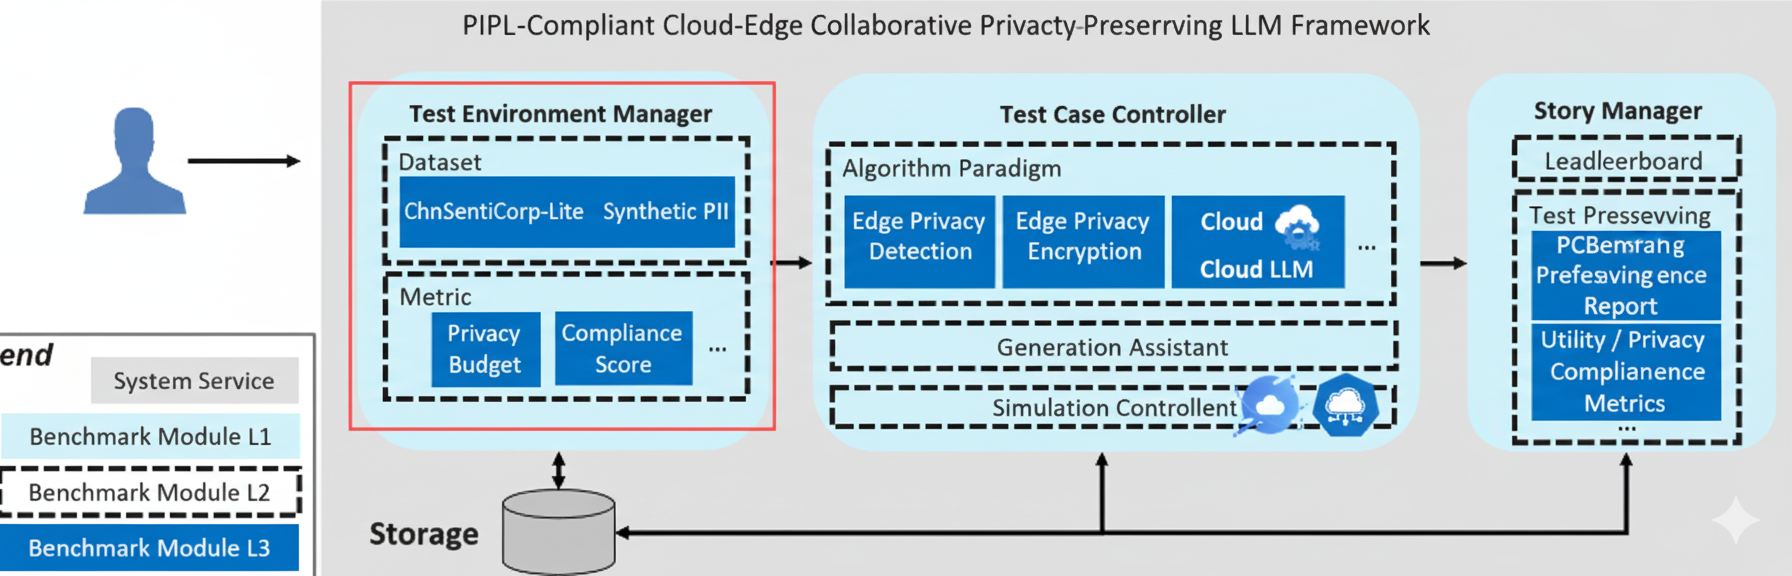 PIPL-Compliant Cloud-Edge Collaborative Privacty-Preserrving LLM Framework
Test Environment Manager
Dataset
ChnSentiCorp-Lite Synthetic PII
Metric
Privacy
Budget
Compliance
Score
...
Test Case Controller
Algorithm Paradigm
Edge Privacy
Detection
Edge Privacy
Encryption
Cloud
Cloud LLM
...
Generation Assistant
Simulation Controllent
Story Manager
Leadleerboard
Test Pressevving
PCBemrang
Prefesavingence
Report
Utility / Privacy
Complianence
Metrics
...
Storage
end
System Service
Benchmark Module L1
Benchmark Module L2
Benchmark Module L3